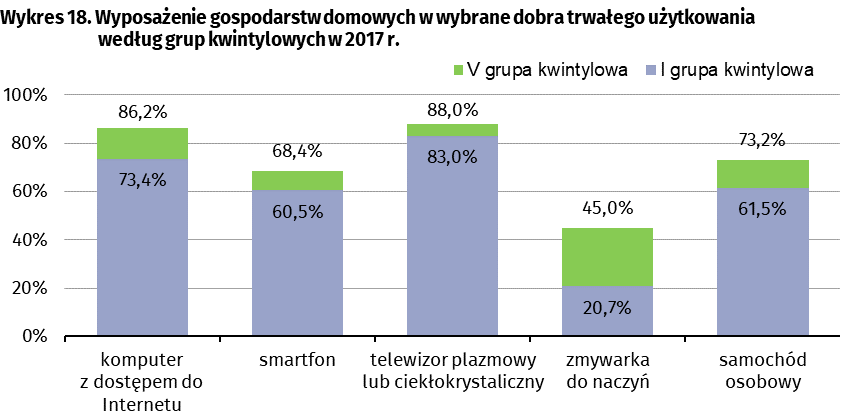 Wykres 18. Wyposażenie gospodarstw domowych w wybrane dobra trwałego użytkowania
według grup kwintylowych w 2017 r.
V grupa kwintylowa I grupa kwintylowa
100%
80%
60%
40%
20%
0%
86,2%
73,4%
68,4%
60,5%
88,0%
83,0%
45,0%
20,7%
73,2%
61,5%
komputer
z dostępem do
Internetu
smartfon
telewizor plazmowy
lub ciekłokrystaliczny
zmywarka
do naczyń
samochód
osobowy